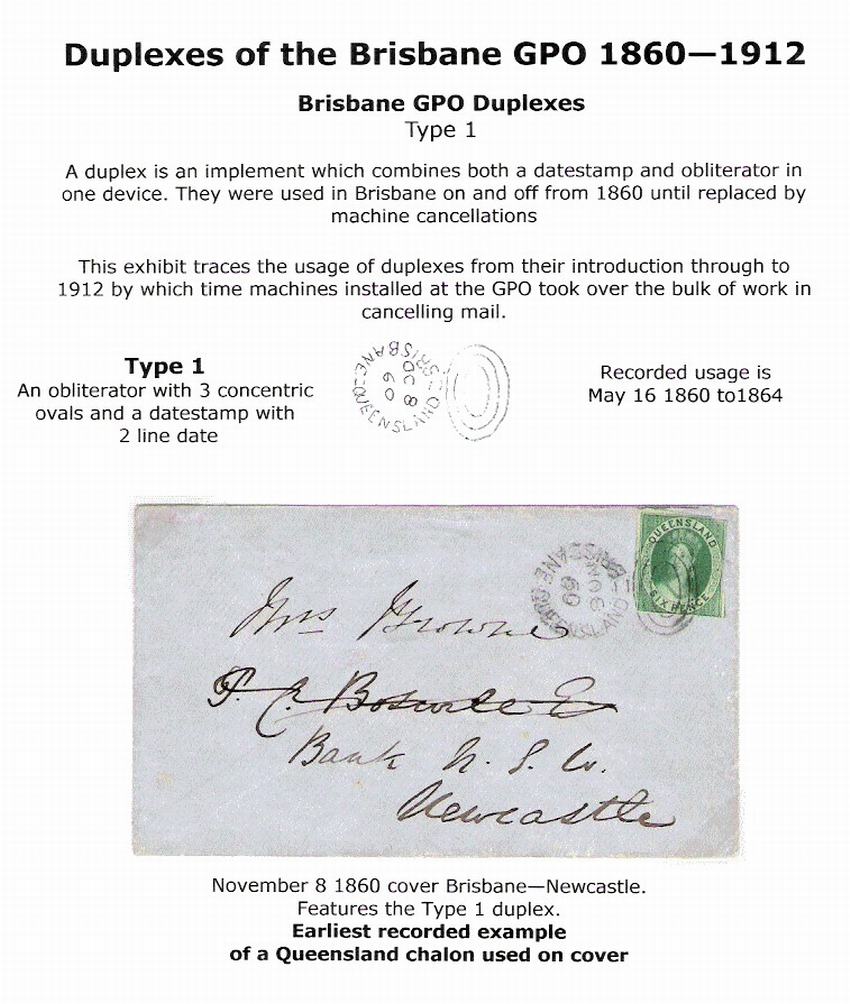 Duplexes of the Brisbane GPO 1860—1912
Brisbane GPO Duplexes
Type 1
A duplex is an implement which combines both a datestamp and obliterator in
one device. They were used in Brisbane on and off from 1860 until replaced by
machine cancellations
This exhibit traces the usage of duplexes from their introduction through to
1912 by which time machines installed at the GPO took over the bulk of work in
cancelling mail.
Type 1
An obliterator with 3 concentric
ovals and a datestamp with
2 line date
BRISBANE QUEENSLAND
DC 8
60
Recorded usage is
May 16 1860 to1864
QUEENSLAND
SIX PENCE
BRISBANE QUEENSLAND
NO 8
60
Mrs Browne
Bank N. S. W.
Newcastle
November 8 1860 cover Brisbane—Newcastle.
Features the Type 1 duplex.
Earliest recorded example
of a Queensland chalon used on cover